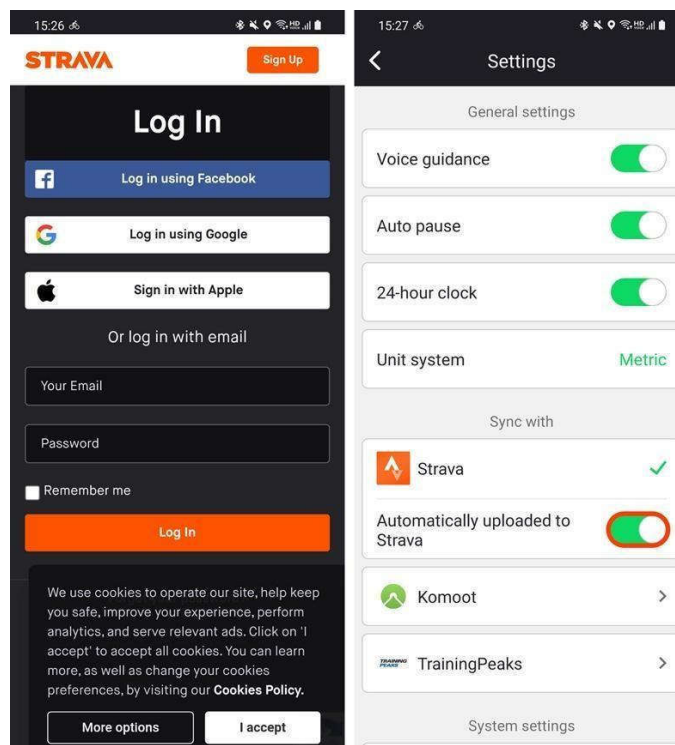 15:26
STRAVA
Sign Up
Log In
Log in using Facebook
Log in using Google
Sign in with Apple
Or log in with email
Your Email
Password
Remember me
Log In
We use cookies to operate our site, help keep
you safe, improve your experience, perform
analytics, and serve relevant ads. Click on 'I
accept' to accept all cookies. You can learn
more, as well as change your cookies
preferences, by visiting our Cookies Policy.
More options
I accept
15:27
Settings
General settings
Voice guidance
Auto pause
24-hour clock
Unit system
Metric
Sync with
Strava
Automatically uploaded to
Strava
Komoot
TRAINING
PEAKS
TrainingPeaks
System settings